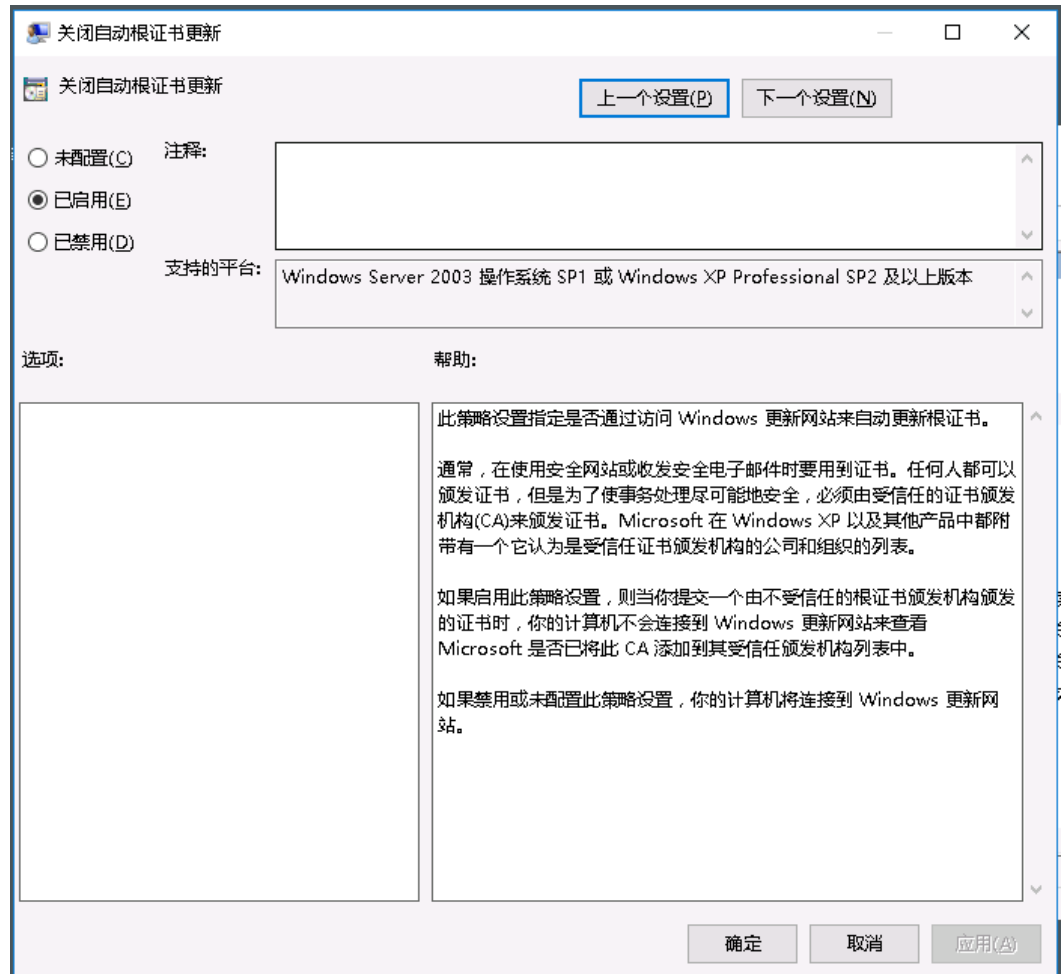 关闭自动根证书更新
关闭自动根证书更新
上一个设置(P)
下一个设置(N)
未配置(C)
注释:
已启用(E)
已禁用(D)
支持的平台:
Windows Server 2003 操作系统 SP1 或 Windows XP Professional SP2 及以上版本
选项:
帮助:
此策略设置指定是否通过访问 Windows 更新网站来自动更新根证书。
通常，在使用安全网站或收发安全电子邮件时要用到证书。任何人都可以
颁发证书，但是为了使事务处理尽可能地安全，必须由受信任的证书颁发
机构(CA)来颁发证书。Microsoft 在 Windows XP 以及其他产品中都附
带有一个它认为是受信任证书颁发机构的公司和组织的列表。
如果启用此策略设置，则当你提交一个由不受信任的根证书颁发机构颁发
的证书时，你的计算机不会连接到 Windows 更新网站来查看
Microsoft 是否已将此 CA 添加到其受信任颁发机构列表中。
如果禁用或未配置此策略设置，你的计算机将连接到 Windows 更新网
站。
确定
取消
应用(A)